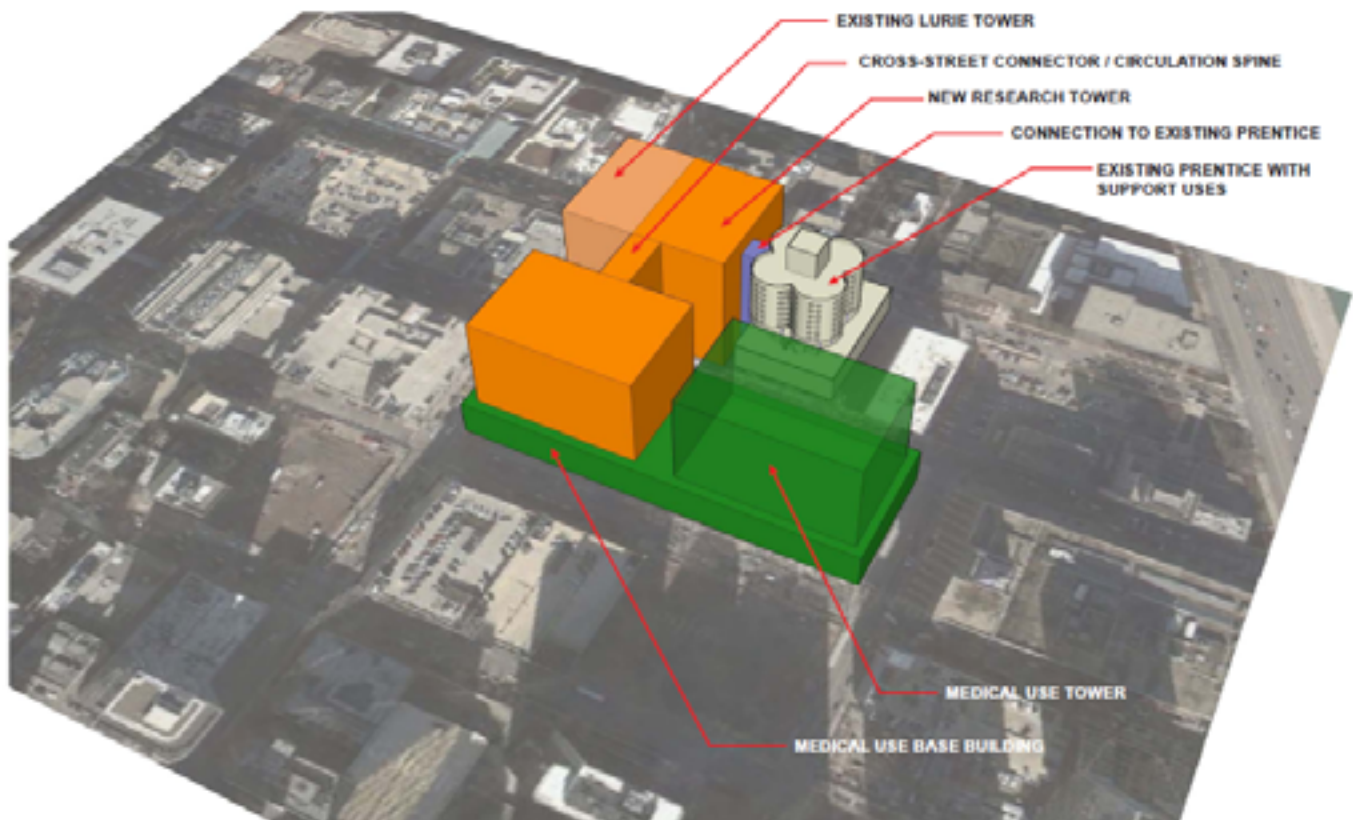 EXISTING LURIE TOWER
CROSS-STREET CONNECTOR / CIRCULATION SPINE
NEW RESEARCH TOWER
CONNECTION TO EXISTING PRENTICE
EXISTING PRENTICE WITH
SUPPORT USES
MEDICAL USE TOWER
MEDICAL USE BASE BUILDING